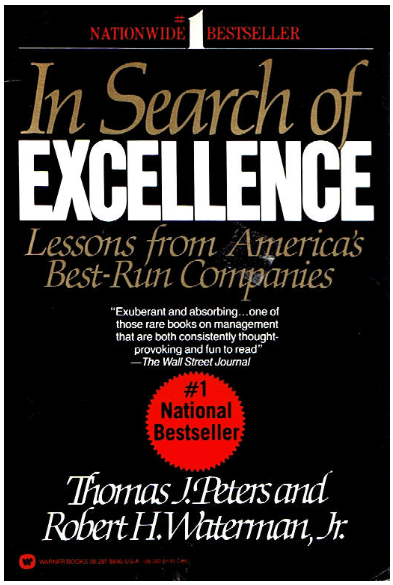 #1
NATIONWIDE BESTSELLER
In Search of
EXCELLENCE
Lessons from America's
Best-Run Companies
"Exuberant and absorbing...one of
those rare books on management
that are both consistently thought-
provoking and fun to read"
—The Wall Street Journal
#1
National
Bestseller
Thomas J. Peters and
Robert H. Waterman, Jr.
WARNER BOOKS U.S.A.